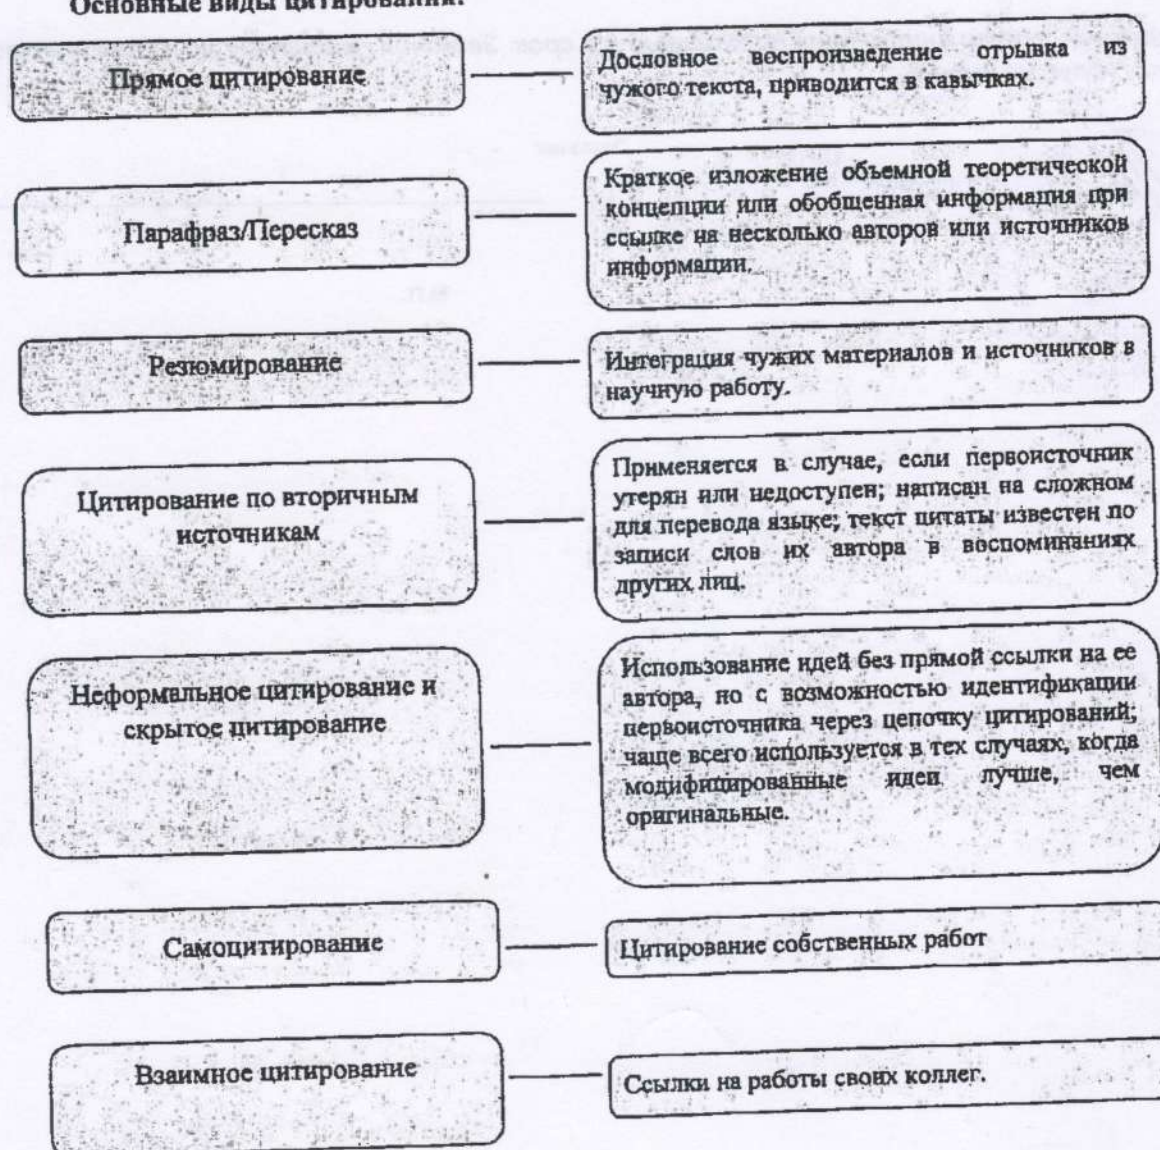 Основные виды цитирования:
срок
Прямое цитирование
Дословное воспроизведение отрывка из
чужого текста, приводится в кавычках.
Парафраз/Пересказ
Краткое изложение объемной теоретической
концепции или обобщенная информация при
ссылке на несколько авторов или источников
информации.
Резюмирование
Интеграция чужих материалов и источников в
научную работу.
Цитирование по вторичным
источникам
Применяется в случае, если первоисточник
утерян или недоступен; написан на сложном
для перевода языке; текст цитаты известен по
записи слов их автора в воспоминаниях
других лиц.
Неформальное цитирование и
скрытое цитирование
Использование идей без прямой ссылки на ее
автора, но с возможностью идентификации
первоисточника через цепочку цитирований;
чаще всего используется в тех случаях, когда
модифицированные идеи лучше, чем
оригинальные.
Самоцитирование
Цитирование собственных работ
Взаимное цитирование
Ссылки на работы своих коллег.